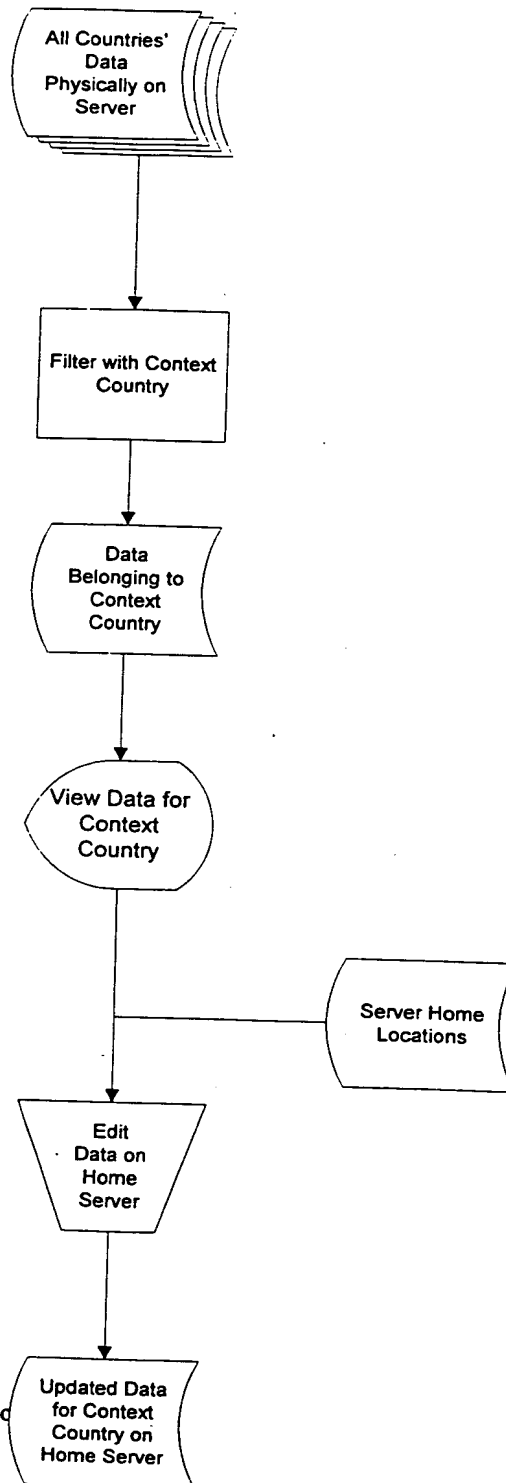 All Countries'
Data
Physically on
Server
Filter with Context
Country
Data
Belonging to
Context
Country
View Data for
Context
Country
Server Home
Locations
Edit
Data on
Home
Server
Updated Data
for Context
Country on
Home Server